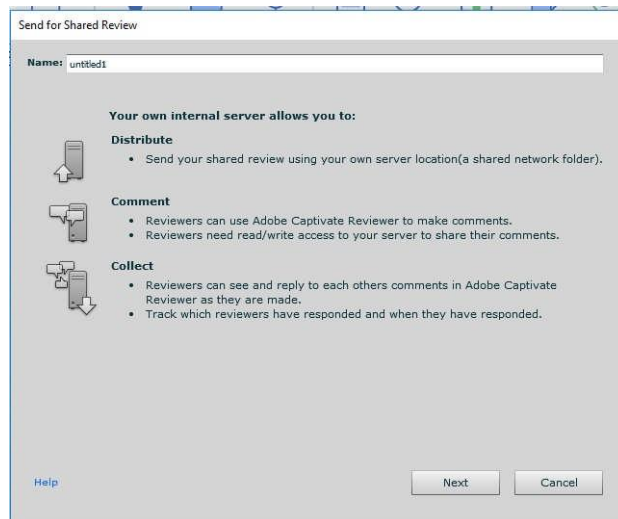 Send for Shared Review
Name: untitled1
Your own internal server allows you to:
Distribute
• Send your shared review using your own server location(a shared network folder).
Comment
• Reviewers can use Adobe Captivate Reviewer to make comments.
• Reviewers need read/write access to your server to share their comments.
Collect
• Reviewers can see and reply to each others comments in Adobe Captivate
Reviewer as they are made.
• Track which reviewers have responded and when they have responded.
Help
Next
Cancel